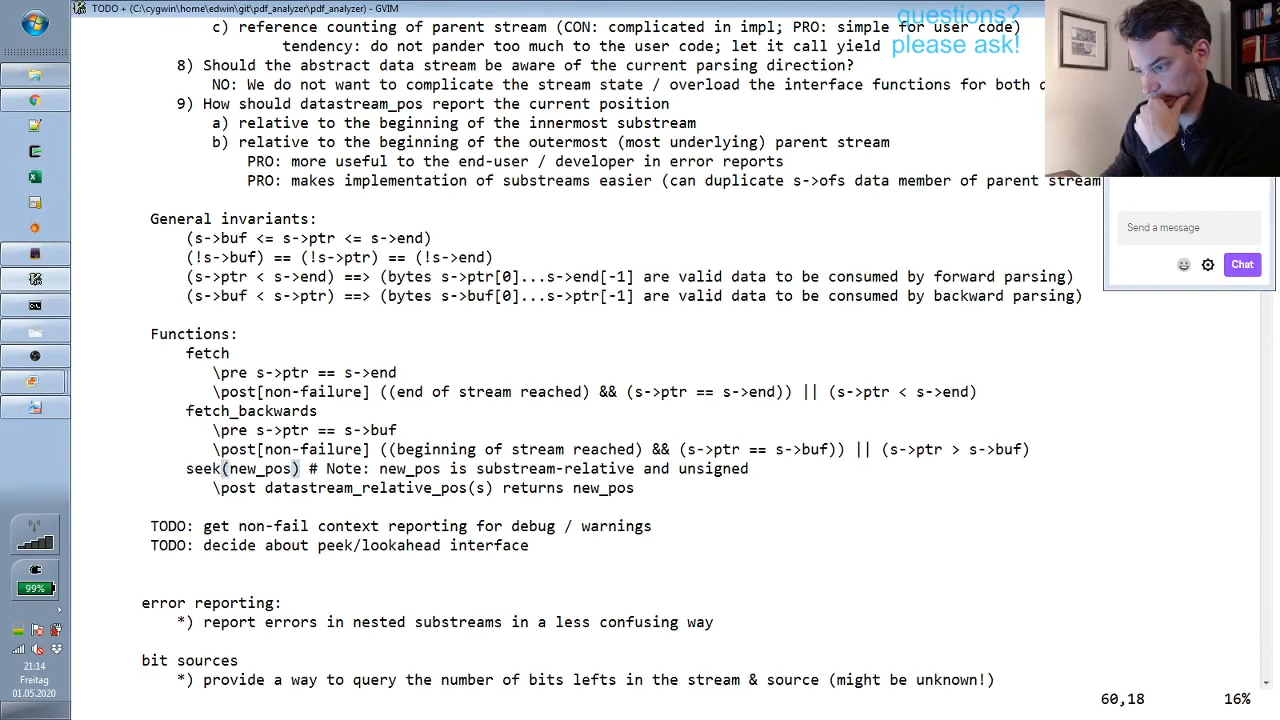 TODO + (C:\cygwin\home\edwin\git\pdf_analyzer\pdf_analyzer) - GVIM
questions?
please ask!
c) reference counting of parent stream (CON: complicated in impl; PRO: simple for user code)
tendency: do not pander too much to the user code; let it call yield
8) Should the abstract data stream be aware of the current parsing direction?
NO: We do not want to complicate the stream state / overload the interface functions for both d
9) How should datastream_pos report the current position
a) relative to the beginning of the innermost substream
b) relative to the beginning of the outermost (most underlying) parent stream
PRO: more useful to the end-user / developer in error reports
PRO: makes implementation of substreams easier (can duplicate s->ofs data member of parent stream
General invariants:
(s->buf <= s->ptr <= s->end)
(!s->buf) == (!s->ptr) == (!s->end)
(s->ptr < s->end) ==> (bytes s->ptr[0]...s->end[-1] are valid data to be consumed by forward parsing)
(s->buf < s->ptr) ==> (bytes s->buf[0]...s->ptr[-1] are valid data to be consumed by backward parsing)
Functions:
fetch
\pre s->ptr == s->end
\post[non-failure] ((end of stream reached) && (s->ptr == s->end)) || (s->ptr < s->end)
fetch_backwards
\pre s->ptr == s->buf
\post[non-failure] ((beginning of stream reached) && (s->ptr == s->buf)) || (s->ptr > s->buf)
seek(new_pos) # Note: new_pos is substream-relative and unsigned
\post datastream_relative_pos(s) returns new_pos
TODO: get non-fail context reporting for debug / warnings
TODO: decide about peek/lookahead interface
error reporting:
*) report errors in nested substreams in a less confusing way
bit sources
*) provide a way to query the number of bits lefts in the stream & source (might be unknown!)
60,18 16%
Send a message
Chat
99%
21:14
Freitag
01.05.2020